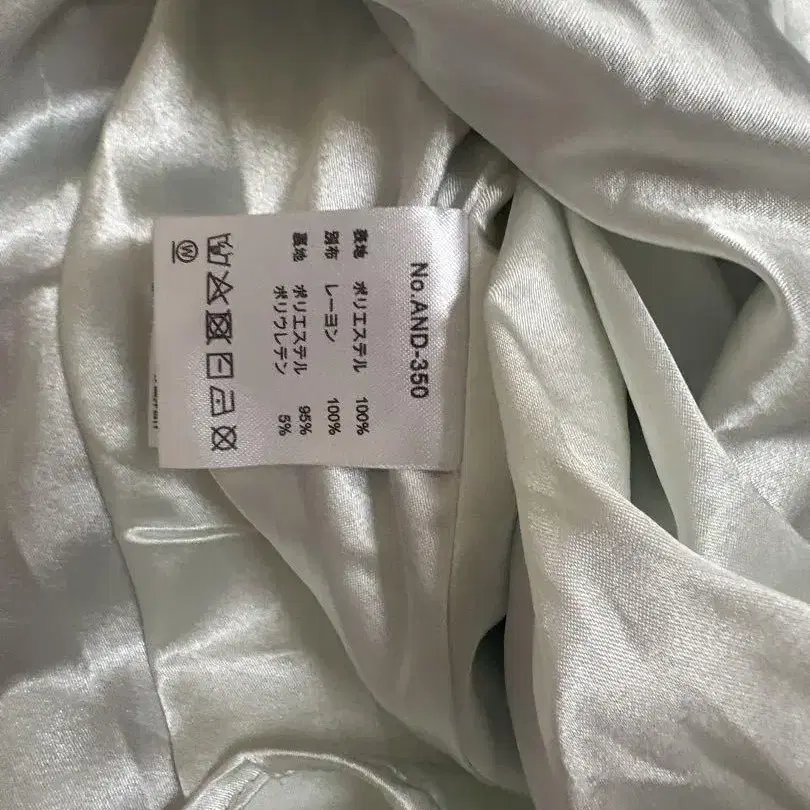 No.AND-350
表地 ポリエステル 100%
別布 レーヨン 100%
裏地 ポリエステル 95%
ポリウレテン 5%
W